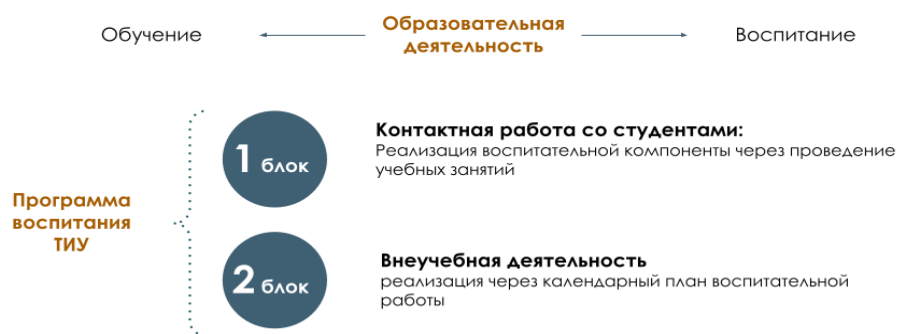 Обучение
Образовательная
деятельность
Воспитание
Программа
воспитания
ТИУ
1 блок
Контактная работа со студентами:
Реализация воспитательной компоненты через проведение
учебных занятий
2 блок
Внеучебная деятельность
реализация через календарный план воспитательной
работы